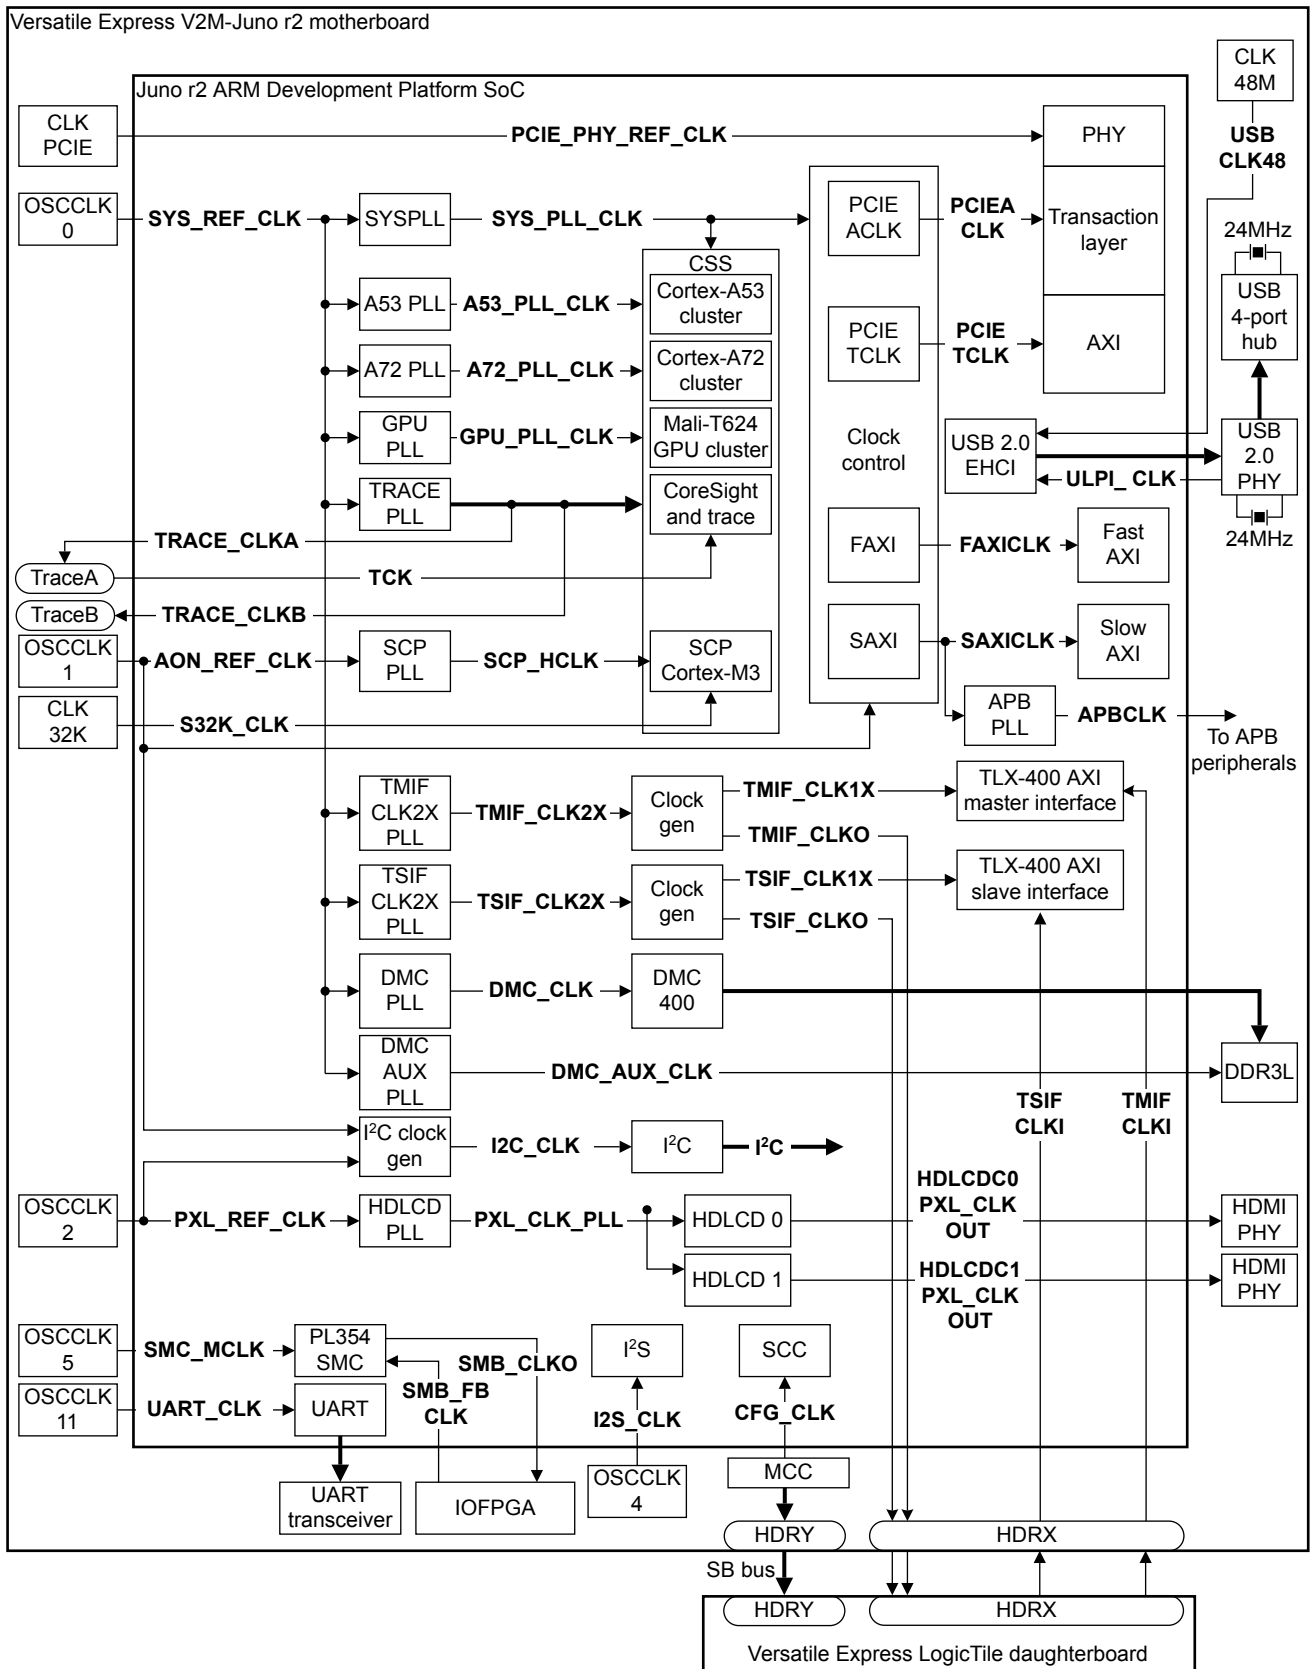 Versatile Express V2M-Juno r2 motherboard
CLK
48M
Juno r2 ARM Development Platform SoC
CLK
PCIE
PCIE_PHY_REF_CLK
PHY
USB
CLK48
OSCCLK
0
SYS_REF_CLK
SYSPLL
SYS_PLL_CLK
PCIE
ACLK
PCIEA
CLK
Transaction
layer
24MHz
USB
4-port
hub
CSS
Cortex-A53
cluster
A53 PLL
A53_PLL_CLK
PCIE
TCLK
PCIE
TCLK
AXI
A72 PLL
A72_PLL_CLK
Cortex-A72
cluster
GPU
PLL
GPU_PLL_CLK
Mali-T624
GPU cluster
Clock
control
USB 2.0
EHCI
USB
2.0
PHY
ULPI_ CLK
24MHz
TRACE
PLL
CoreSight
and trace
TRACE_CLKA
FAXI
FAXICLK
Fast
AXI
TraceA
TCK
TraceB
TRACE_CLKB
OSCCLK
1
AON_REF_CLK
SCP
PLL
SCP_HCLK
SCP
Cortex-M3
SAXI
SAXICLK
Slow
AXI
CLK
32K
S32K_CLK
APB
PLL
APBCLK
To APB
peripherals
TMIF
CLK2X
PLL
TMIF_CLK2X
Clock
gen
TMIF_CLK1X
TMIF_CLKO
TLX-400 AXI
master interface
TSIF
CLK2X
PLL
TSIF_CLK2X
Clock
gen
TSIF_CLK1X
TSIF_CLKO
TLX-400 AXI
slave interface
DMC
PLL
DMC_CLK
DMC
400
DMC
AUX
PLL
DMC_AUX_CLK
DDR3L
TSIF
CLKI
TMIF
CLKI
I²C clock
gen
I2C_CLK
I²C
I²C
OSCCLK
2
PXL_REF_CLK
HDLCD
PLL
PXL_CLK_PLL
HDLCD 0
HDLCDC0
PXL_CLK
OUT
HDMI
PHY
HDLCD 1
HDLCDC1
PXL_CLK
OUT
HDMI
PHY
OSCCLK
5
SMC_MCLK
PL354
SMC
SMB_CLKO
SMB_FB
CLK
I²S
SCC
OSCCLK
11
UART_CLK
UART
I2S_CLK
CFG_CLK
UART
transceiver
IOFPGA
OSCCLK
4
MCC
HDRY
HDRX
SB bus
HDRY
HDRX
Versatile Express LogicTile daughterboard